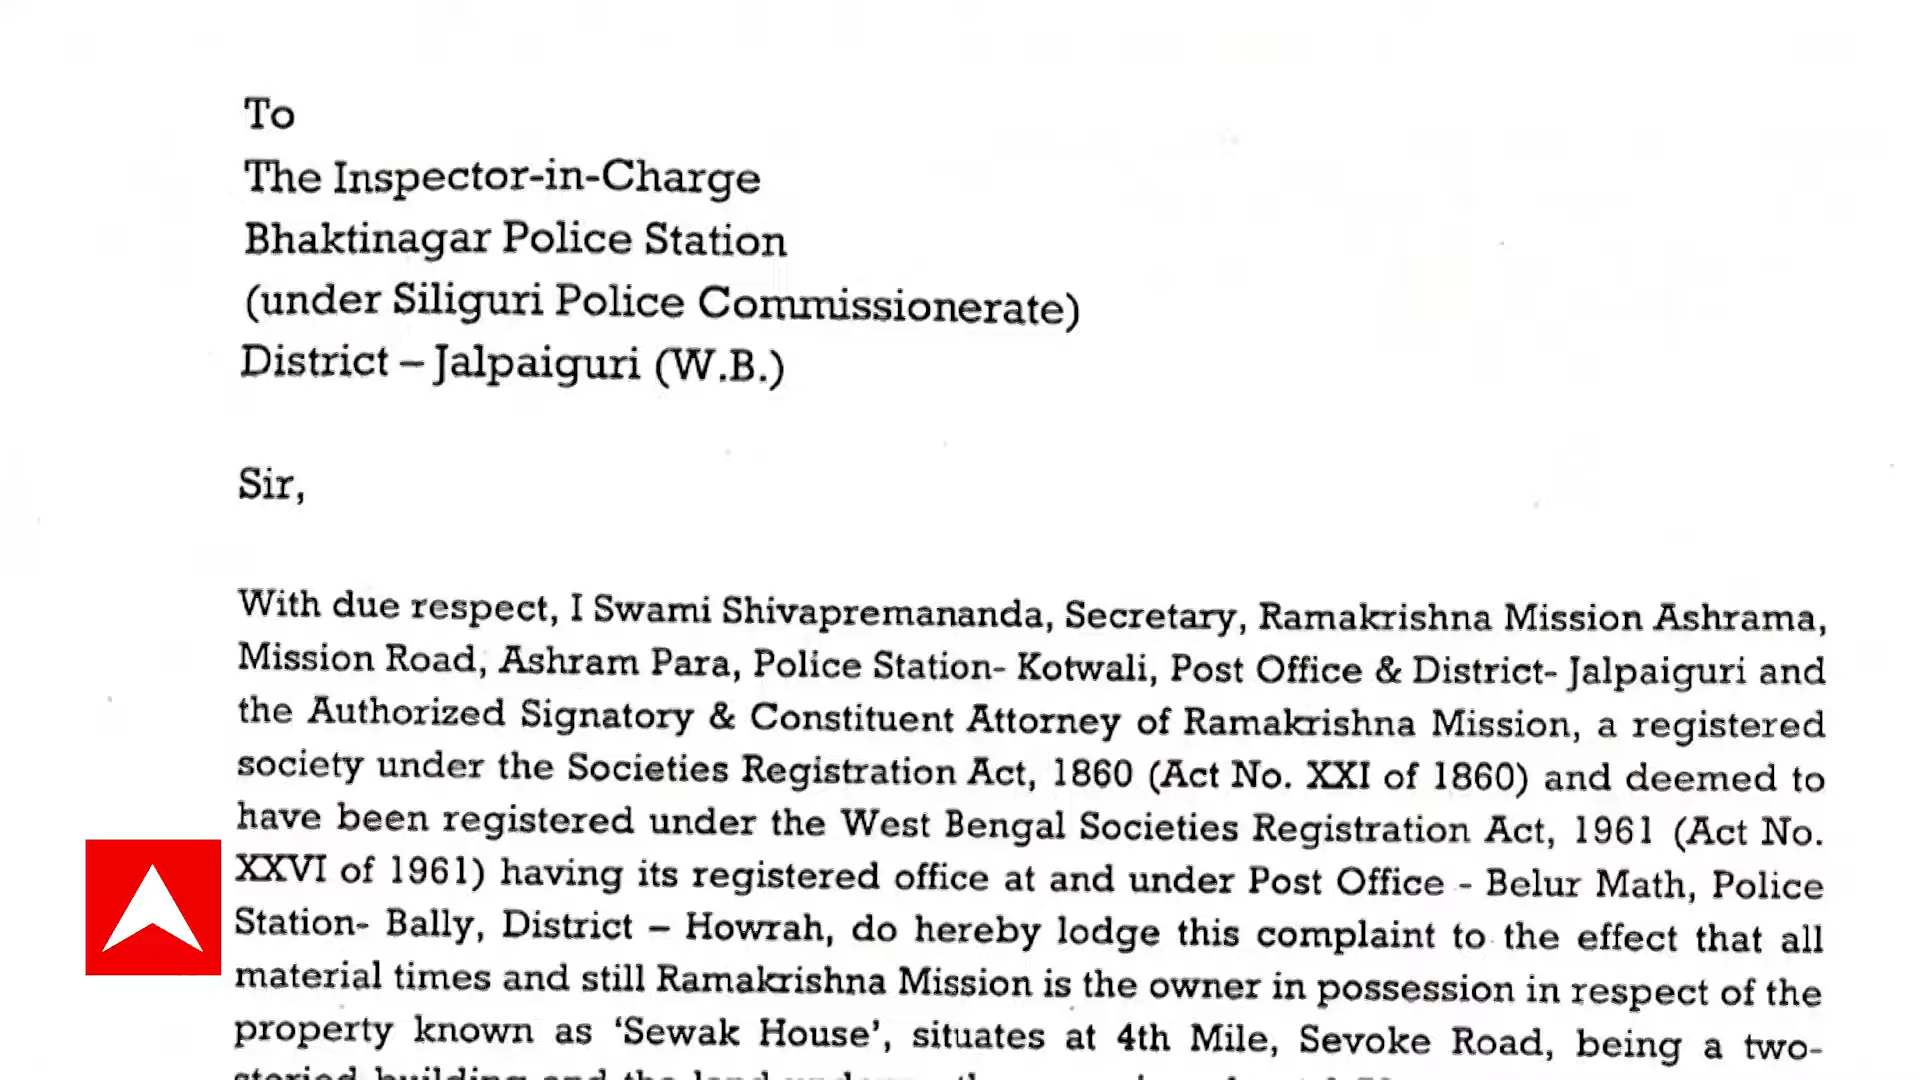 To
The Inspector-in-Charge
Bhaktinagar Police Station
(under Siliguri Police Commissionerate)
District – Jalpaiguri (W.B.)
Sir,
With due respect, I Swami Shivapremananda, Secretary, Ramakrishna Mission Ashrama,
Mission Road, Ashram Para, Police Station- Kotwali, Post Office & District- Jalpaiguri and
the Authorized Signatory & Constituent Attorney of Ramakrishna Mission, a registered
society under the Societies Registration Act, 1860 (Act No. XXI of 1860) and deemed to
have been registered under the West Bengal Societies Registration Act, 1961 (Act No.
XXVI of 1961) having its registered office at and under Post Office - Belur Math, Police
Station- Bally, District – Howrah, do hereby lodge this complaint to the effect that all
material times and still Ramakrishna Mission is the owner in possession in respect of the
property known as ‘Sewak House’, situates at 4th Mile, Sevoke Road, being a two-
storied building and the land